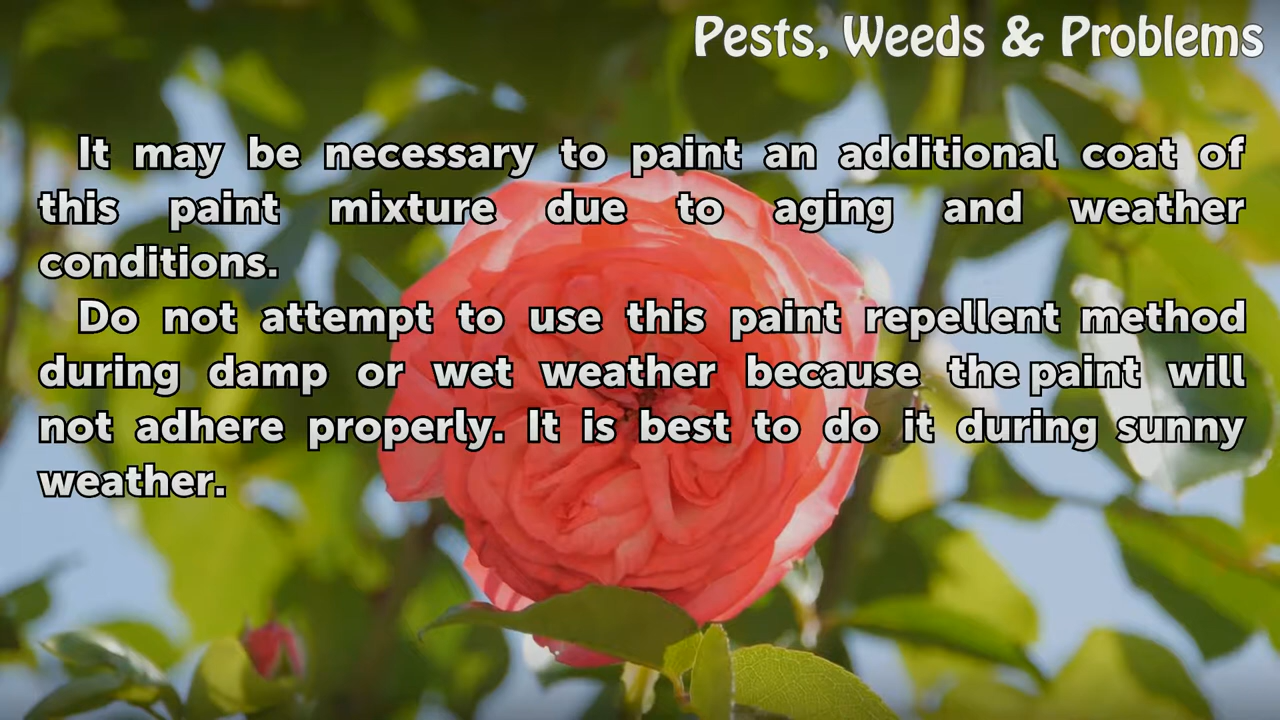 Pests, Weeds & Problems
It may be necessary to paint an additional coat of
this paint mixture due to aging and weather
conditions.
Do not attempt to use this paint repellent method
during damp or wet weather because the paint will
not adhere properly. It is best to do it during sunny
weather.